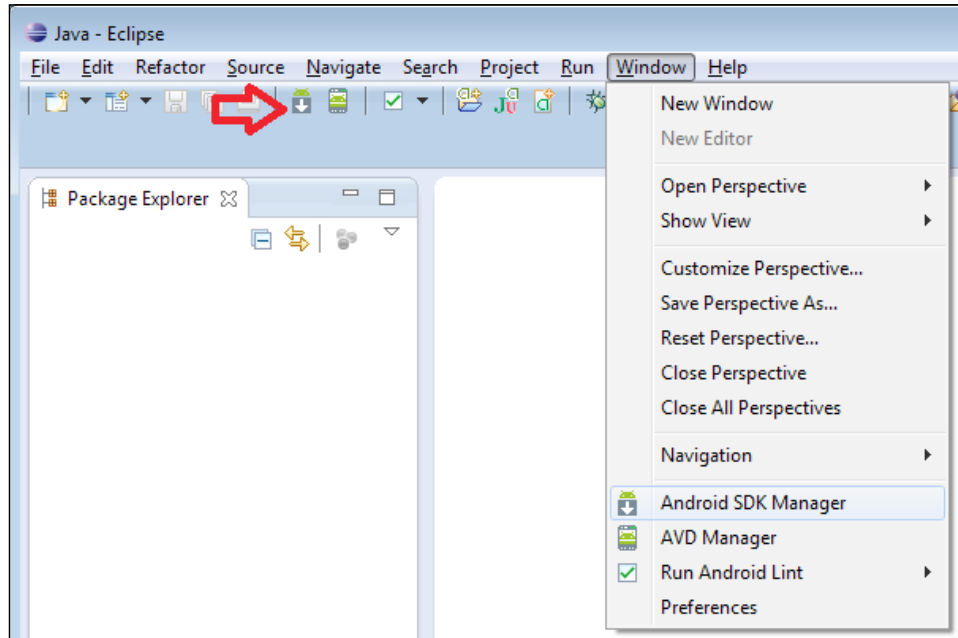 Java - Eclipse
File Edit Refactor Source Navigate Search Project Run Window Help
Package Explorer
New Window
New Editor
Open Perspective
Show View
Customize Perspective...
Save Perspective As...
Reset Perspective...
Close Perspective
Close All Perspectives
Navigation
Android SDK Manager
AVD Manager
Run Android Lint
Preferences